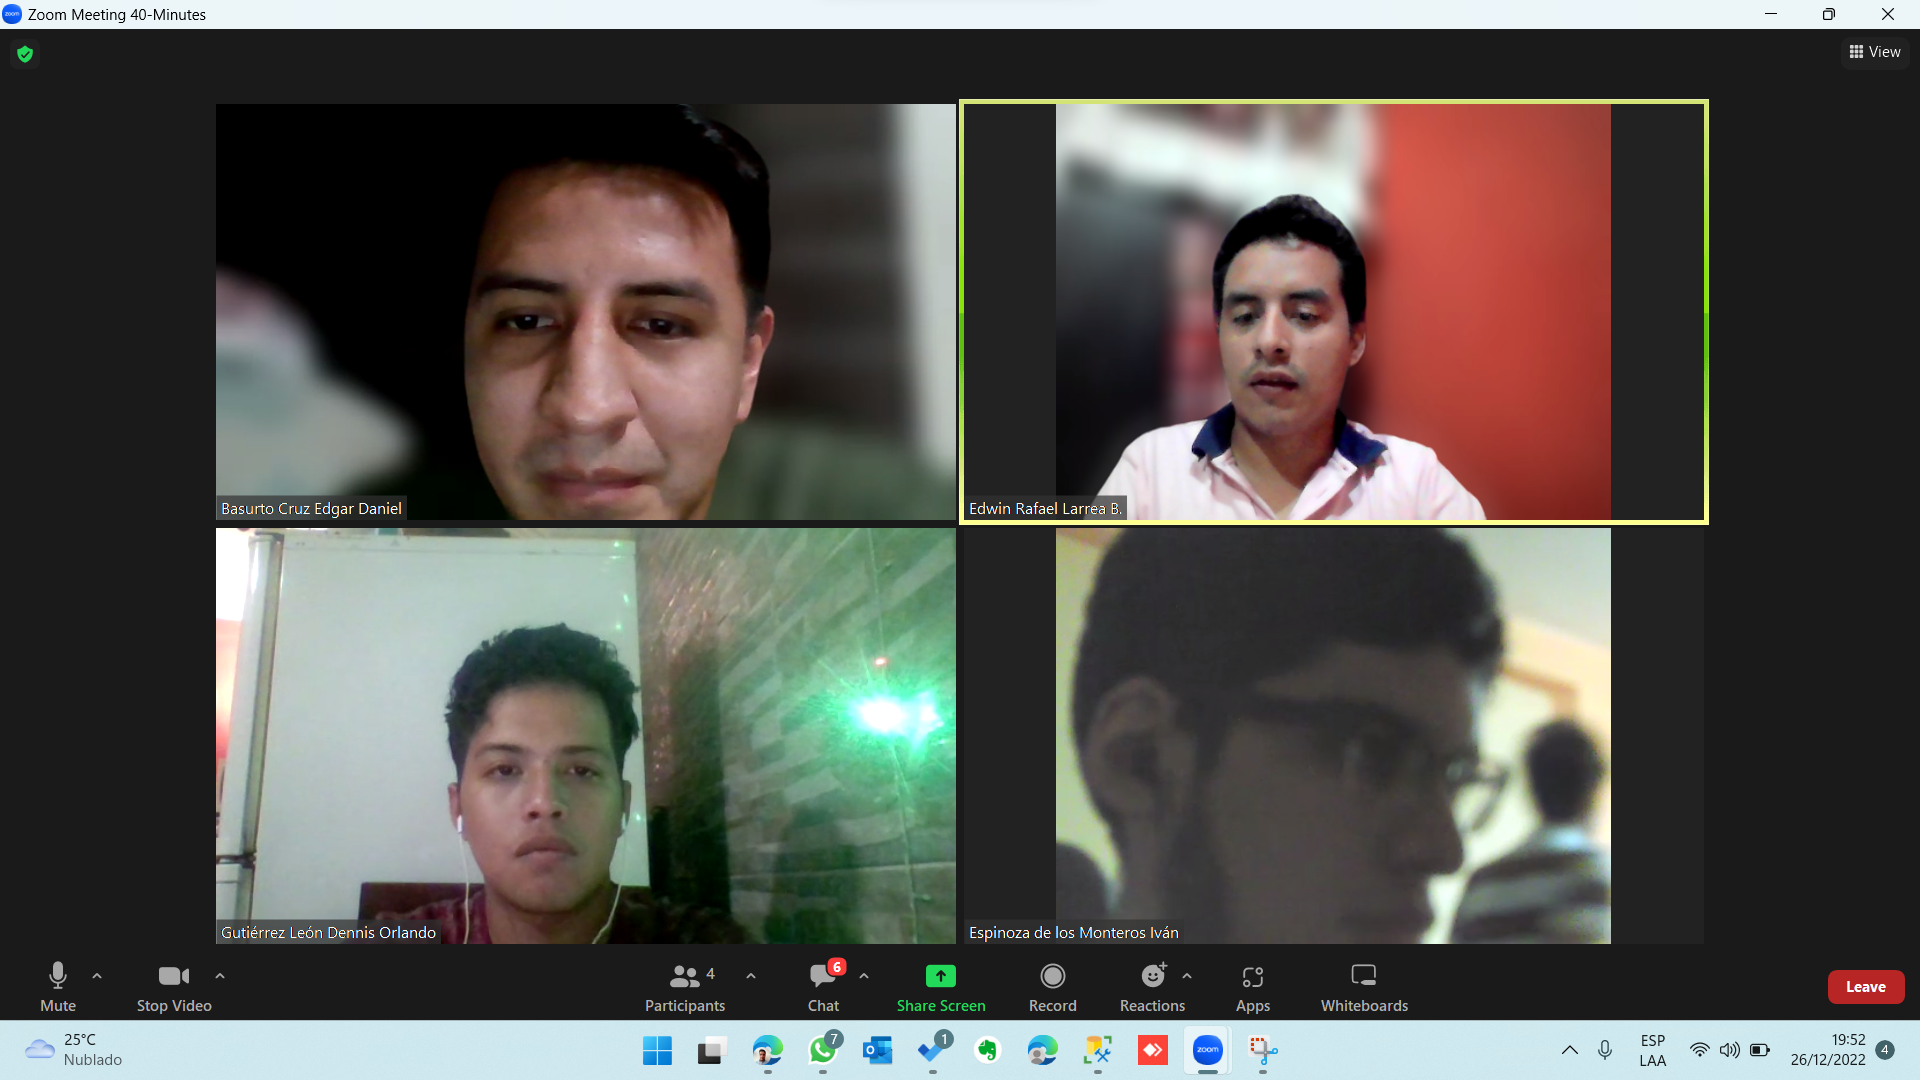 Zoom Meeting 40-Minutes
View
Basurto Cruz Edgar Daniel
Edwin Rafael Larrea B.
Gutiérrez León Dennis Orlando
Espinoza de los Monteros Iván
Mute
Stop Video
4
Participants
6
Chat
Share Screen
Record
Reactions
Apps
Whiteboards
Leave
25°C
Nublado
7
1
zoom
ESP
LAA
19:52
26/12/2022
4